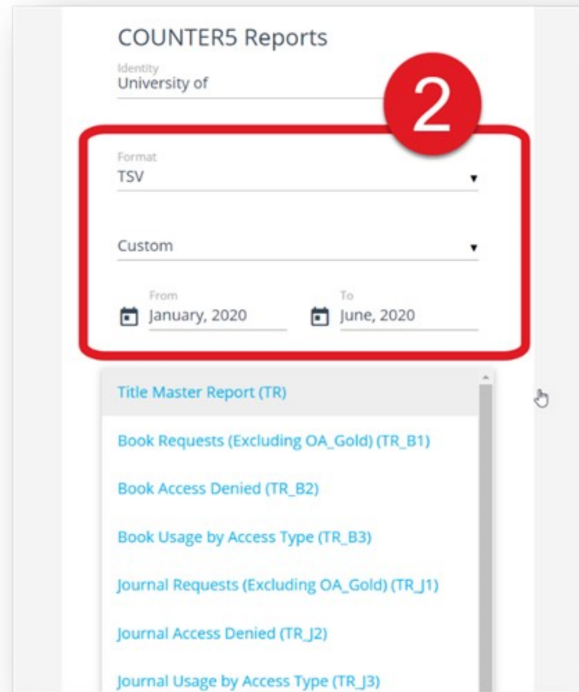 COUNTER5 Reports
Identity
University of
2
Format
TSV
Custom
From To
January, 2020 June, 2020
Title Master Report (TR)
Book Requests (Excluding OA_Gold) (TR_B1)
Book Access Denied (TR_B2)
Book Usage by Access Type (TR_B3)
Journal Requests (Excluding OA_Gold) (TR_J1)
Journal Access Denied (TR_J2)
Journal Usage by Access Type (TR_J3)